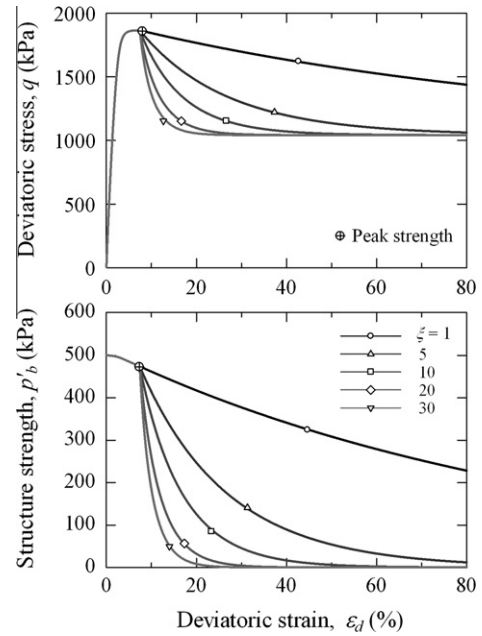 Deviatoric stress, q (kPa)
2000
1500
1000
500
0
⊕ Peak strength
0 20 40 60 80
Structure strength, p'b (kPa)
600
500
400
300
200
100
0
ξ = 1
5
10
20
30
0 20 40 60 80
Deviatoric strain, εd (%)